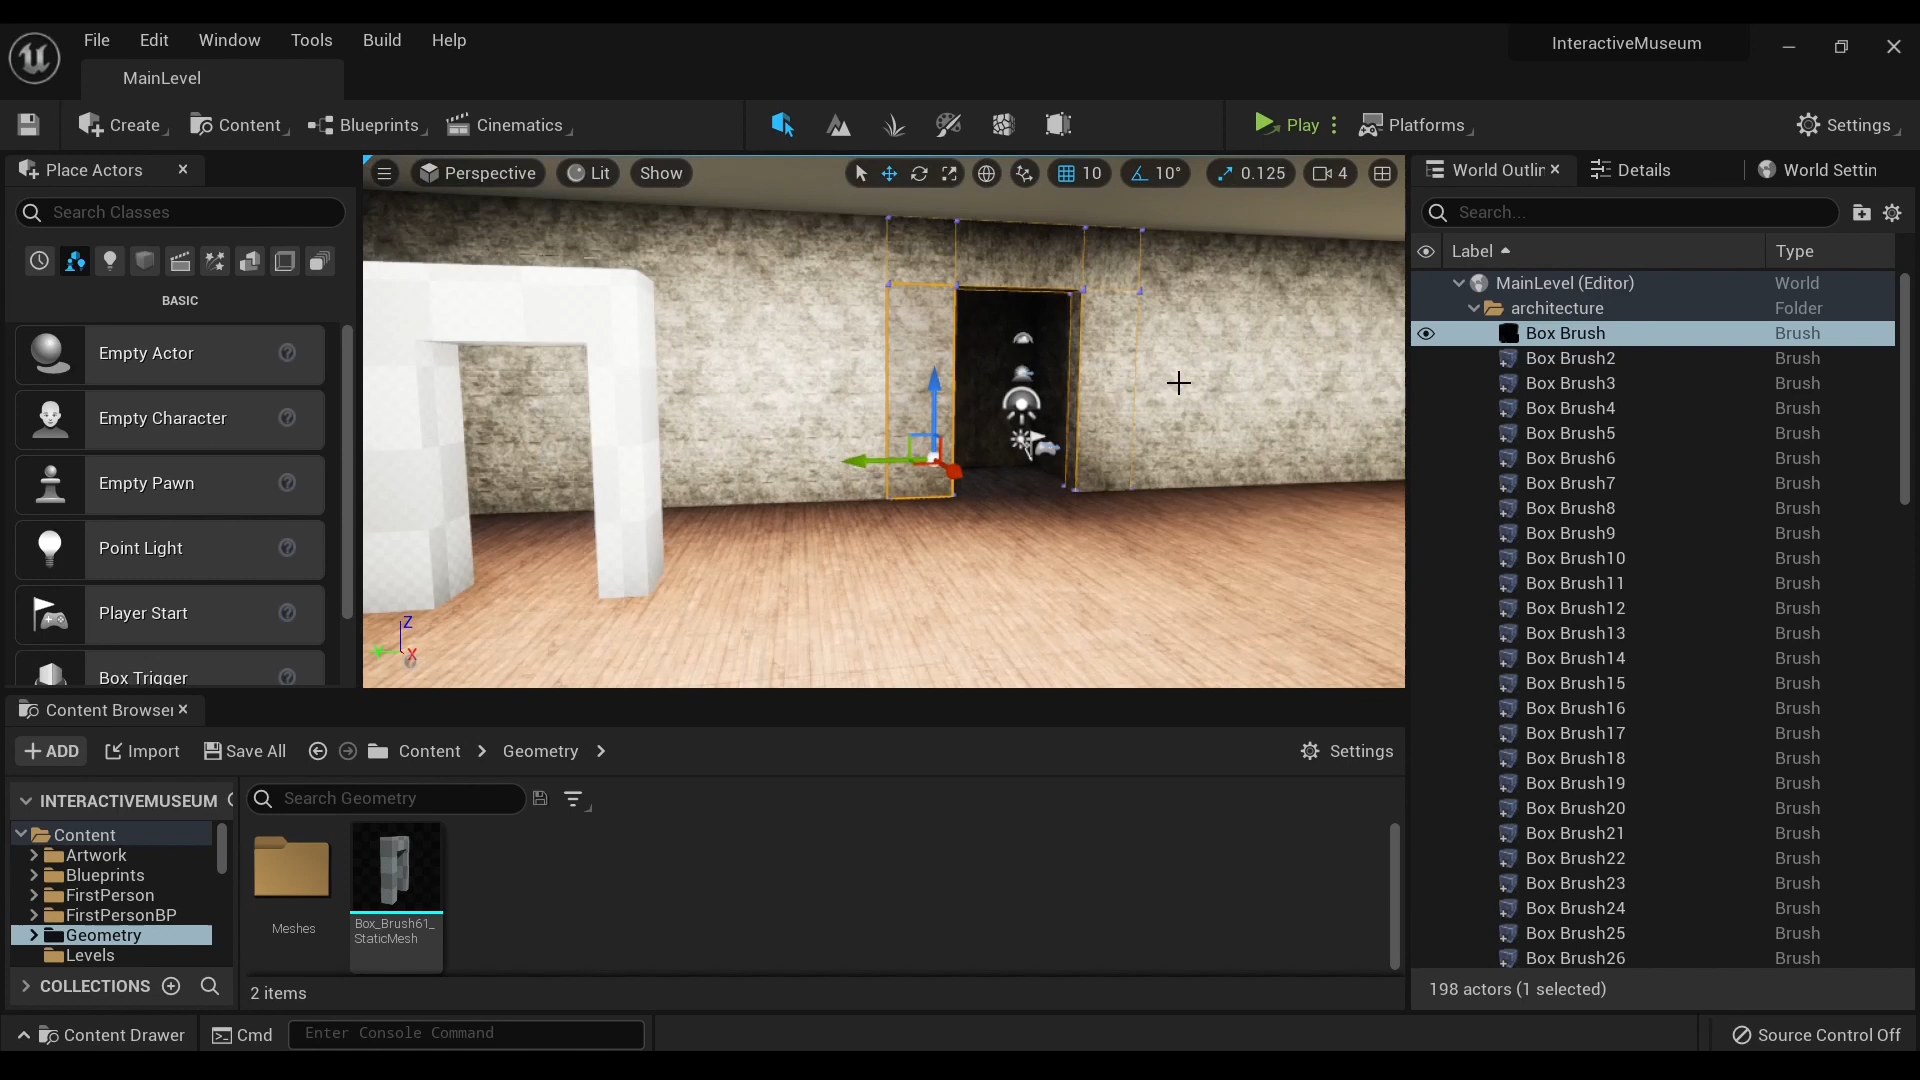 File Edit Window Tools Build Help
InteractiveMuseum
MainLevel
Create Content Blueprints Cinematics Play Platforms Settings
Place Actors
Search Classes
BASIC
Empty Actor
Empty Character
Empty Pawn
Point Light
Player Start
Box Trigger
Perspective Lit Show 10 10° 0.125 4
Z
Y
X
World Outlin Details World Settin
Search...
Label Type
MainLevel (Editor) World
architecture Folder
Box Brush Brush
Box Brush2 Brush
Box Brush3 Brush
Box Brush4 Brush
Box Brush5 Brush
Box Brush6 Brush
Box Brush7 Brush
Box Brush8 Brush
Box Brush9 Brush
Box Brush10 Brush
Box Brush11 Brush
Box Brush12 Brush
Box Brush13 Brush
Box Brush14 Brush
Box Brush15 Brush
Box Brush16 Brush
Box Brush17 Brush
Box Brush18 Brush
Box Brush19 Brush
Box Brush20 Brush
Box Brush21 Brush
Box Brush22 Brush
Box Brush23 Brush
Box Brush24 Brush
Box Brush25 Brush
Box Brush26 Brush
198 actors (1 selected)
Content Browser
ADD Import Save All Content Geometry Settings
INTERACTIVEMUSEUM
Content
Artwork
Blueprints
FirstPerson
FirstPersonBP
Geometry
Levels
COLLECTIONS
Search Geometry
Meshes
Box_Brush61_
StaticMesh
2 items
Content Drawer Cmd Enter Console Command Source Control Off